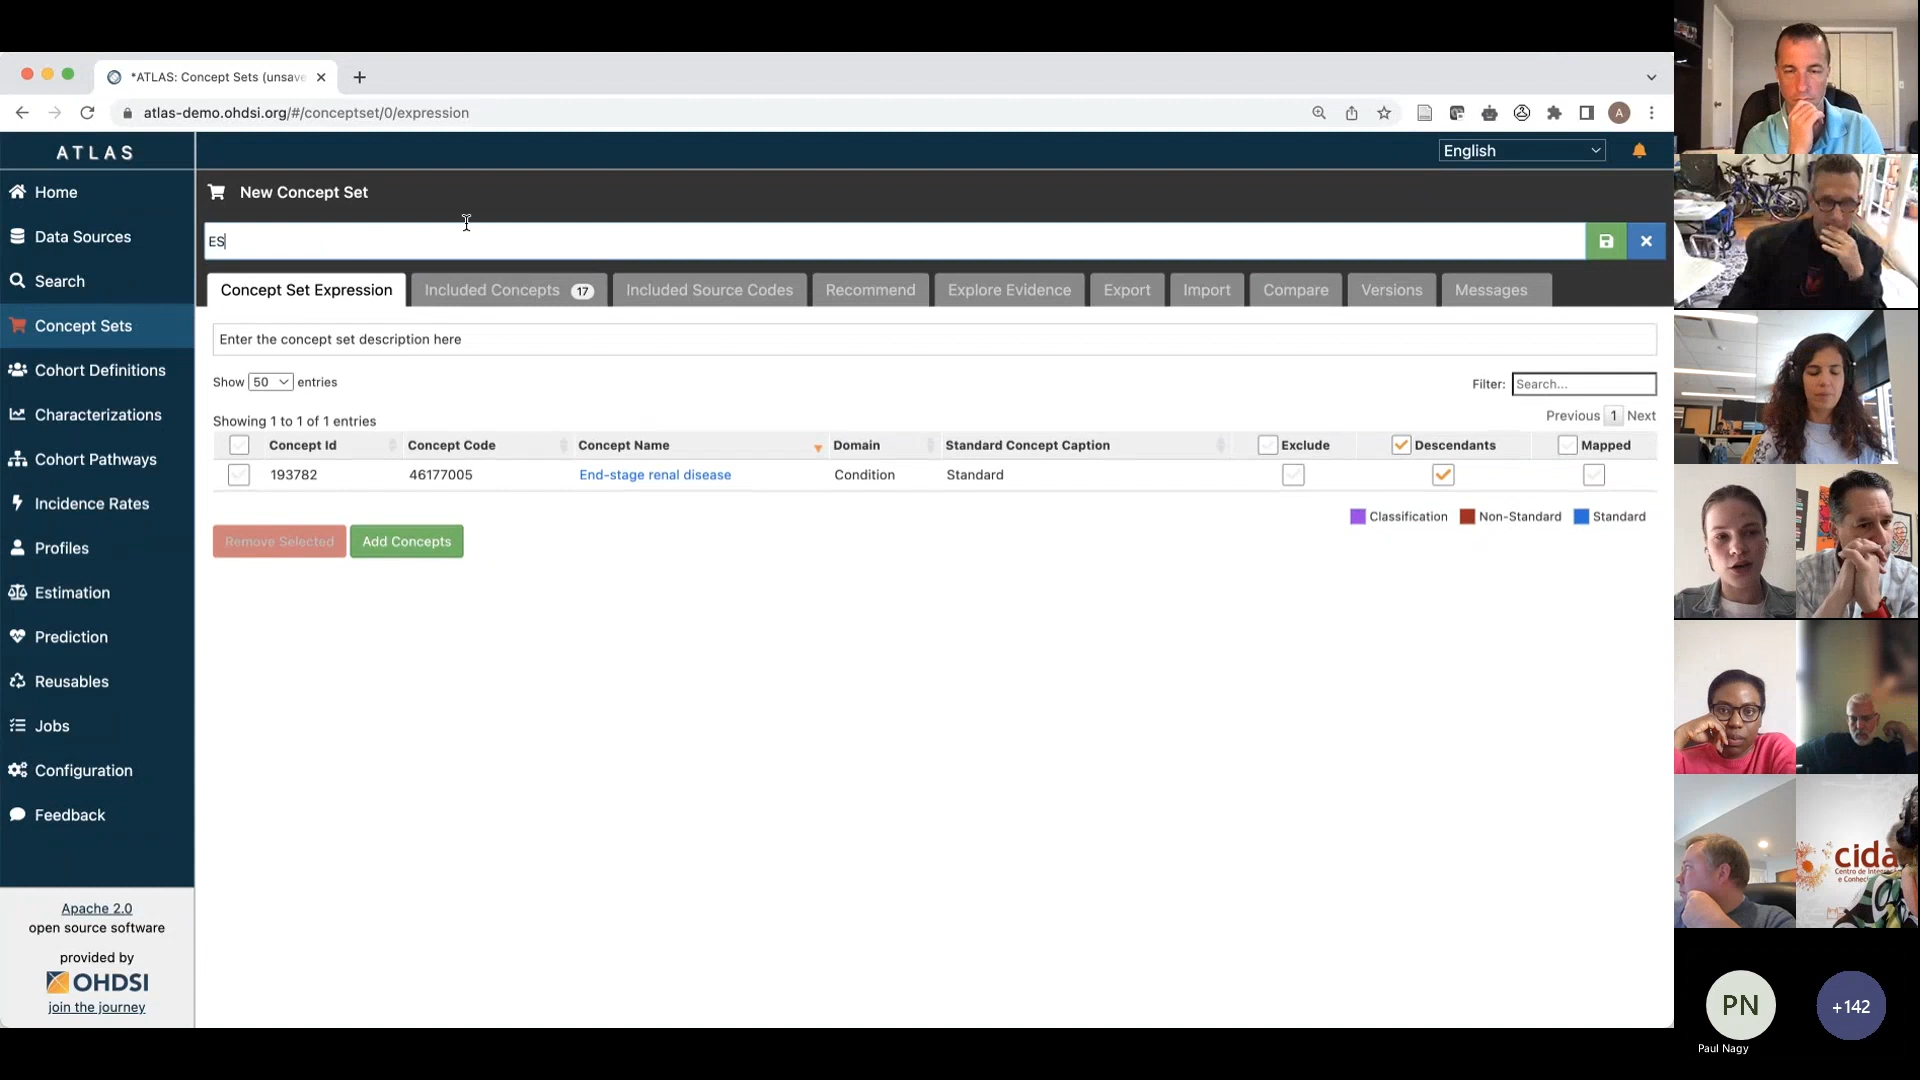 *ATLAS: Concept Sets (unsave
atlas-demo.ohdsi.org/#/conceptset/0/expression
A
ATLAS
English
Home
Data Sources
Search
Concept Sets
Cohort Definitions
Characterizations
Cohort Pathways
Incidence Rates
Profiles
Estimation
Prediction
Reusables
Jobs
Configuration
Feedback
Apache 2.0
open source software
provided by
OHDSI
join the journey
New Concept Set
ES
Concept Set Expression Included Concepts 17 Included Source Codes Recommend Explore Evidence Export Import Compare Versions Messages
Enter the concept set description here
Show 50 entries
Filter: Search...
Showing 1 to 1 of 1 entries
Previous 1 Next
Concept Id Concept Code Concept Name Domain Standard Concept Caption Exclude Descendants Mapped
193782 46177005 End-stage renal disease Condition Standard
Classification Non-Standard Standard
Remove Selected Add Concepts
cida
PN
+142
Paul Nagy